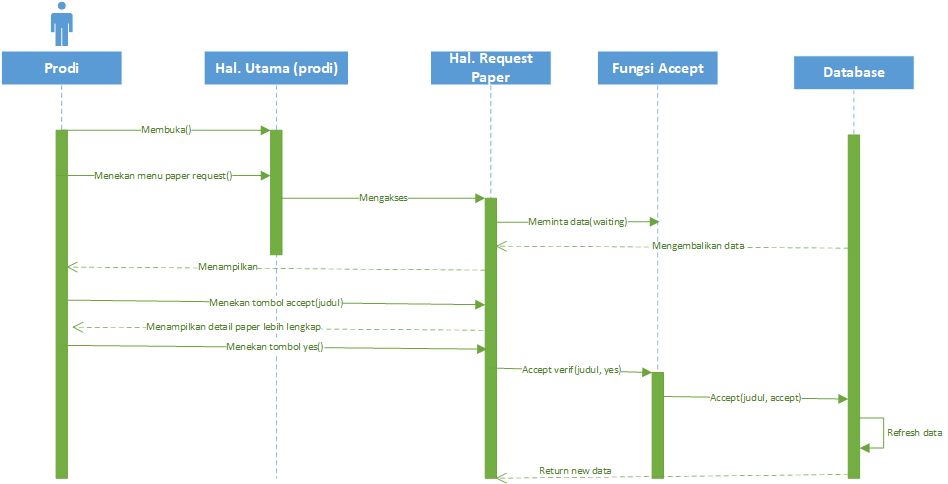 Prodi
Hal. Utama (prodi)
Hal. Request
Paper
Fungsi Accept
Database
Membuka()
Menekan menu paper request()
Mengakses
Meminta data(waiting)
Mengembalikan data
Menampilkan
Menekan tombol accept(judul)
Menampilkan detail paper lebih lengkap
Menekan tombol yes()
Accept verif(judul, yes)
Accept(judul, accept)
Refresh data
Return new data